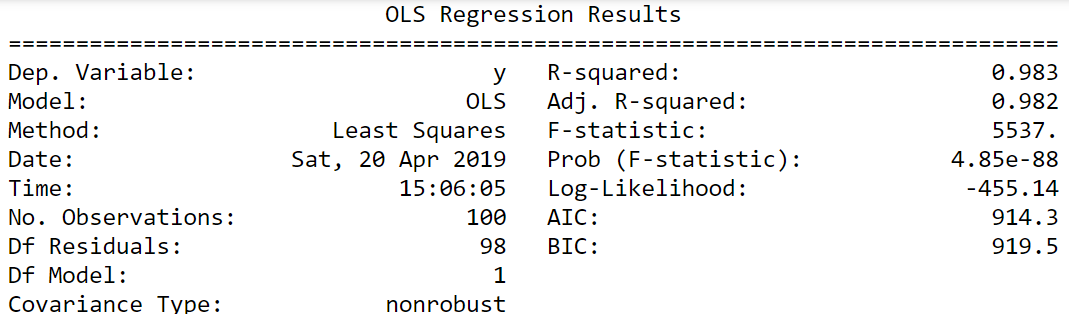 OLS Regression Results
==============================================================================
Dep. Variable: y R-squared: 0.983
Model: OLS Adj. R-squared: 0.982
Method: Least Squares F-statistic: 5537.
Date: Sat, 20 Apr 2019 Prob (F-statistic): 4.85e-88
Time: 15:06:05 Log-Likelihood: -455.14
No. Observations: 100 AIC: 914.3
Df Residuals: 98 BIC: 919.5
Df Model: 1
Covariance Type: nonrobust